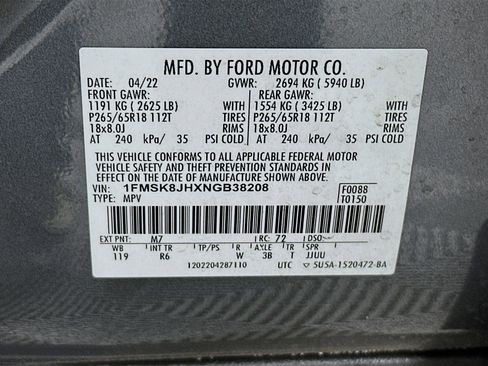 MFD. BY FORD MOTOR CO.
DATE: 04/22 GVWR: 2694 KG ( 5940 LB)
FRONT GAWR: REAR GAWR:
1191 KG ( 2625 LB) WITH 1554 KG ( 3425 LB) WITH
P265/65R18 112T TIRES P265/65R18 112T TIRES
18x8.0J RIMS 18x8.0J RIMS
AT 240 kPa/ 35 PSI COLD AT 240 kPa/ 35 PSI COLD
THIS VEHICLE CONFORMS TO ALL APPLICABLE FEDERAL MOTOR
VEHICLE SAFETY AND THEFT PREVENTION STANDARDS IN
EFFECT ON THE DATE OF MANUFACTURE SHOWN ABOVE.
VIN: 1FMSK8JHXNGB38208 F0088
TYPE: MPV T0150
EXT PNT: M7 RC: 72 DSO:
WB INT TR TP/PS R AXLE TR SPR
119 R6 W 3B T JJUU
1202204287110 UTC 5U5A-1520472-BA